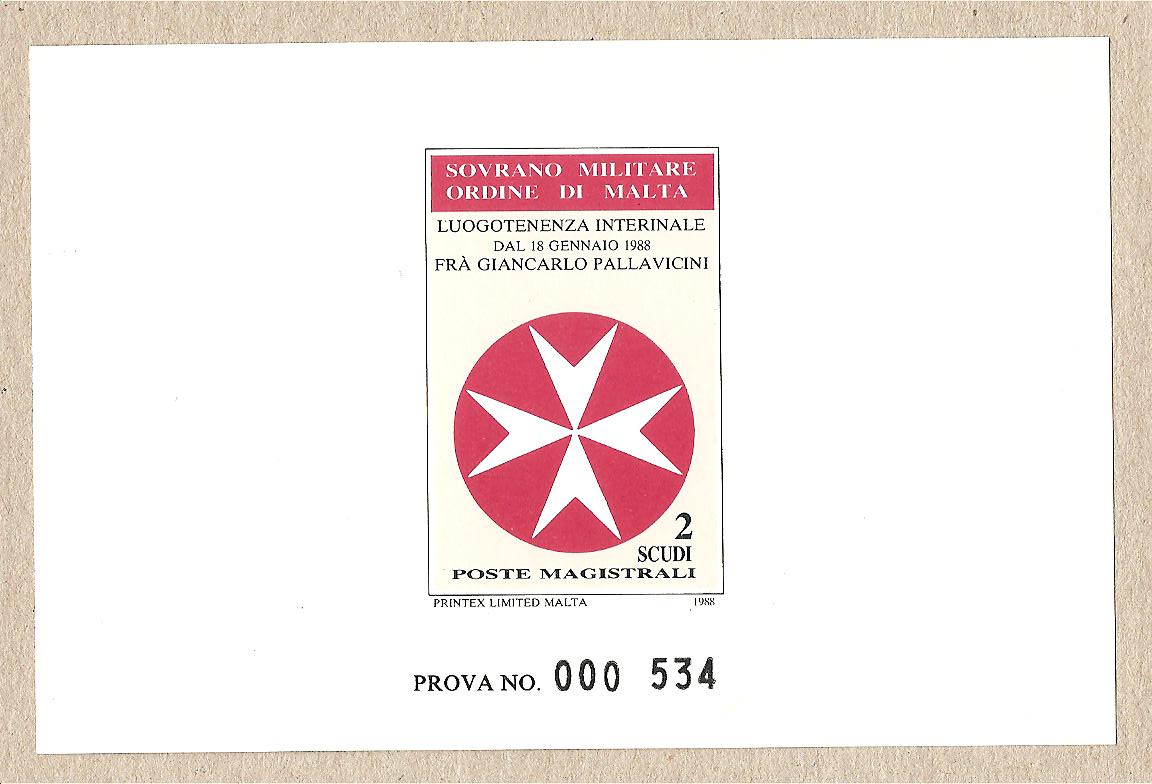 SOVRANO MILITARE
ORDINE DI MALTA
LUOGOTENENZA INTERINALE
DAL 18 GENNAIO 1988
FRÀ GIANCARLO PALLAVICINI
2
SCUDI
POSTE MAGISTRALI
PRINTEX LIMITED MALTA 1988
PROVA NO. 000 534